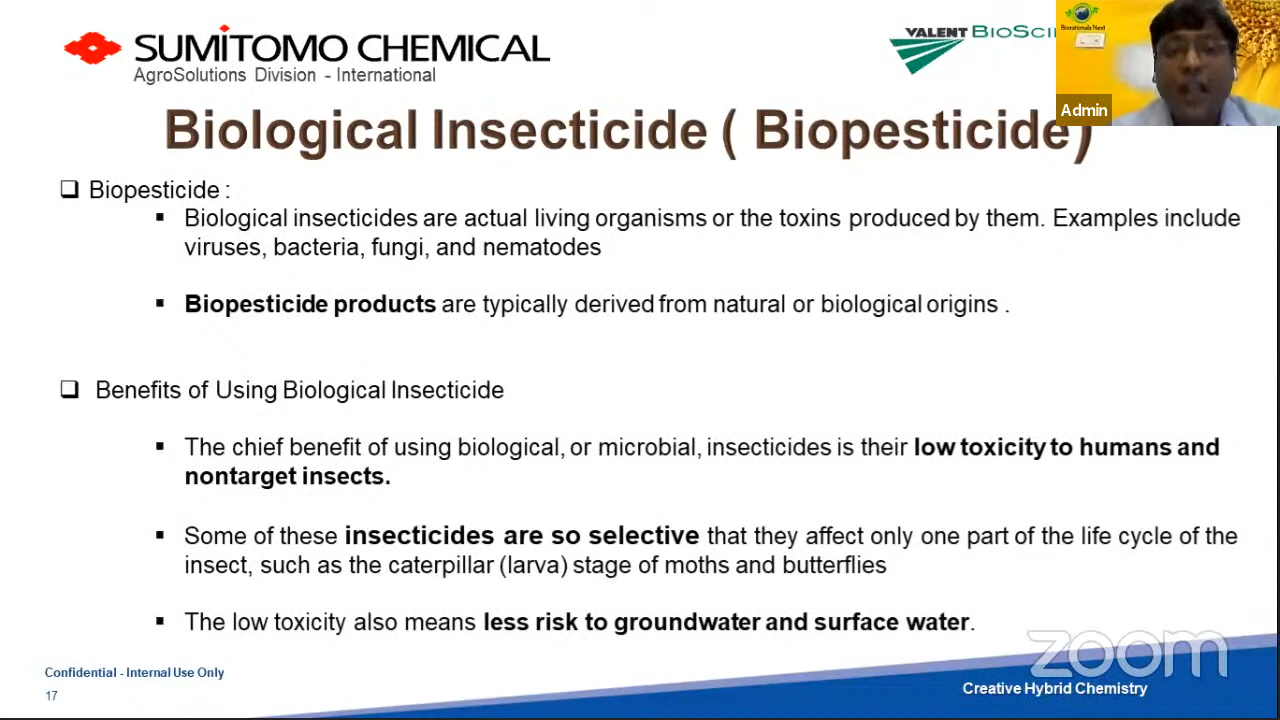 SUMITOMO CHEMICAL
AgroSolutions Division - International
VALENT
Biorationals Next
Admin
Biological Insecticide ( Biopesticide)
Biopesticide :
Biological insecticides are actual living organisms or the toxins produced by them. Examples include
viruses, bacteria, fungi, and nematodes
Biopesticide products are typically derived from natural or biological origins .
Benefits of Using Biological Insecticide
The chief benefit of using biological, or microbial, insecticides is their low toxicity to humans and
nontarget insects.
Some of these insecticides are so selective that they affect only one part of the life cycle of the
insect, such as the caterpillar (larva) stage of moths and butterflies
The low toxicity also means less risk to groundwater and surface water.
zoom
Confidential - Internal Use Only
17
Creative Hybrid Chemistry